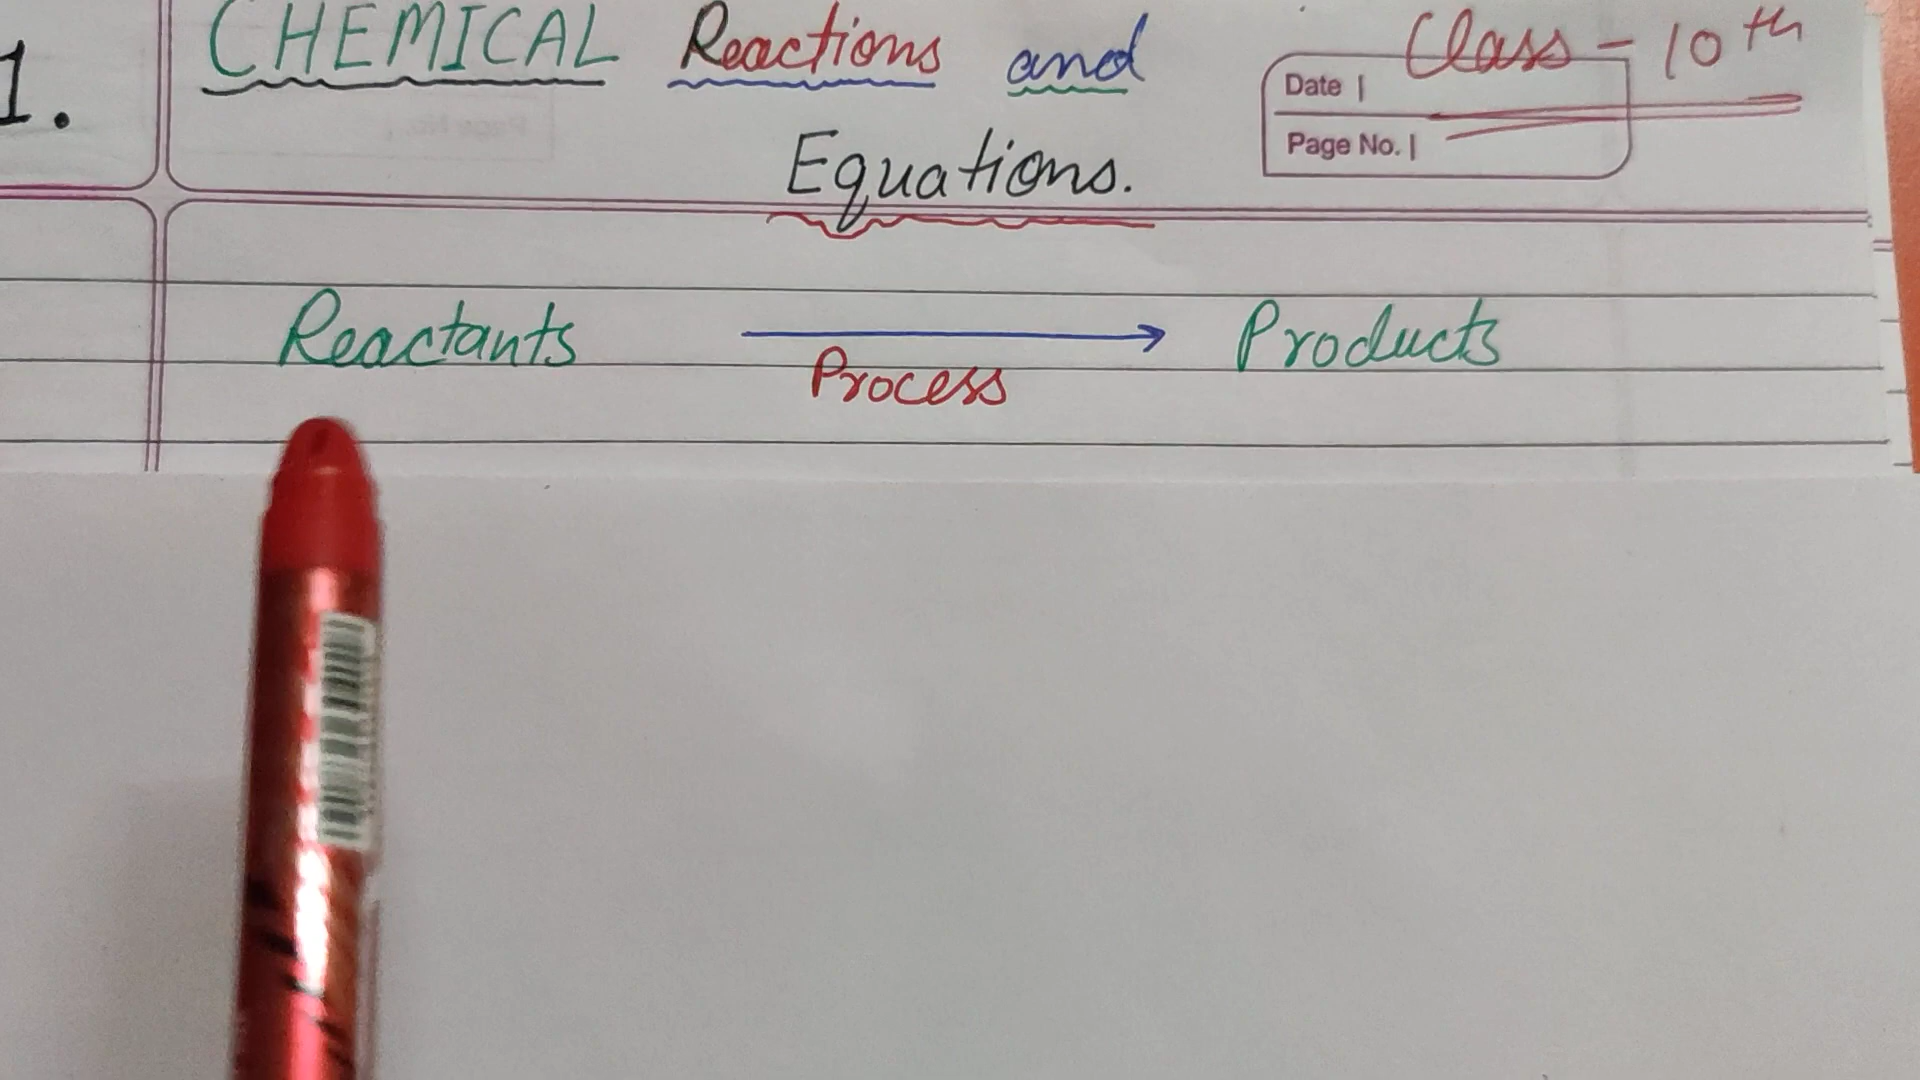 1.
CHEMICAL Reactions and
Equations.
Class - 10th
Date
Page No.
Reactants → Products
Process